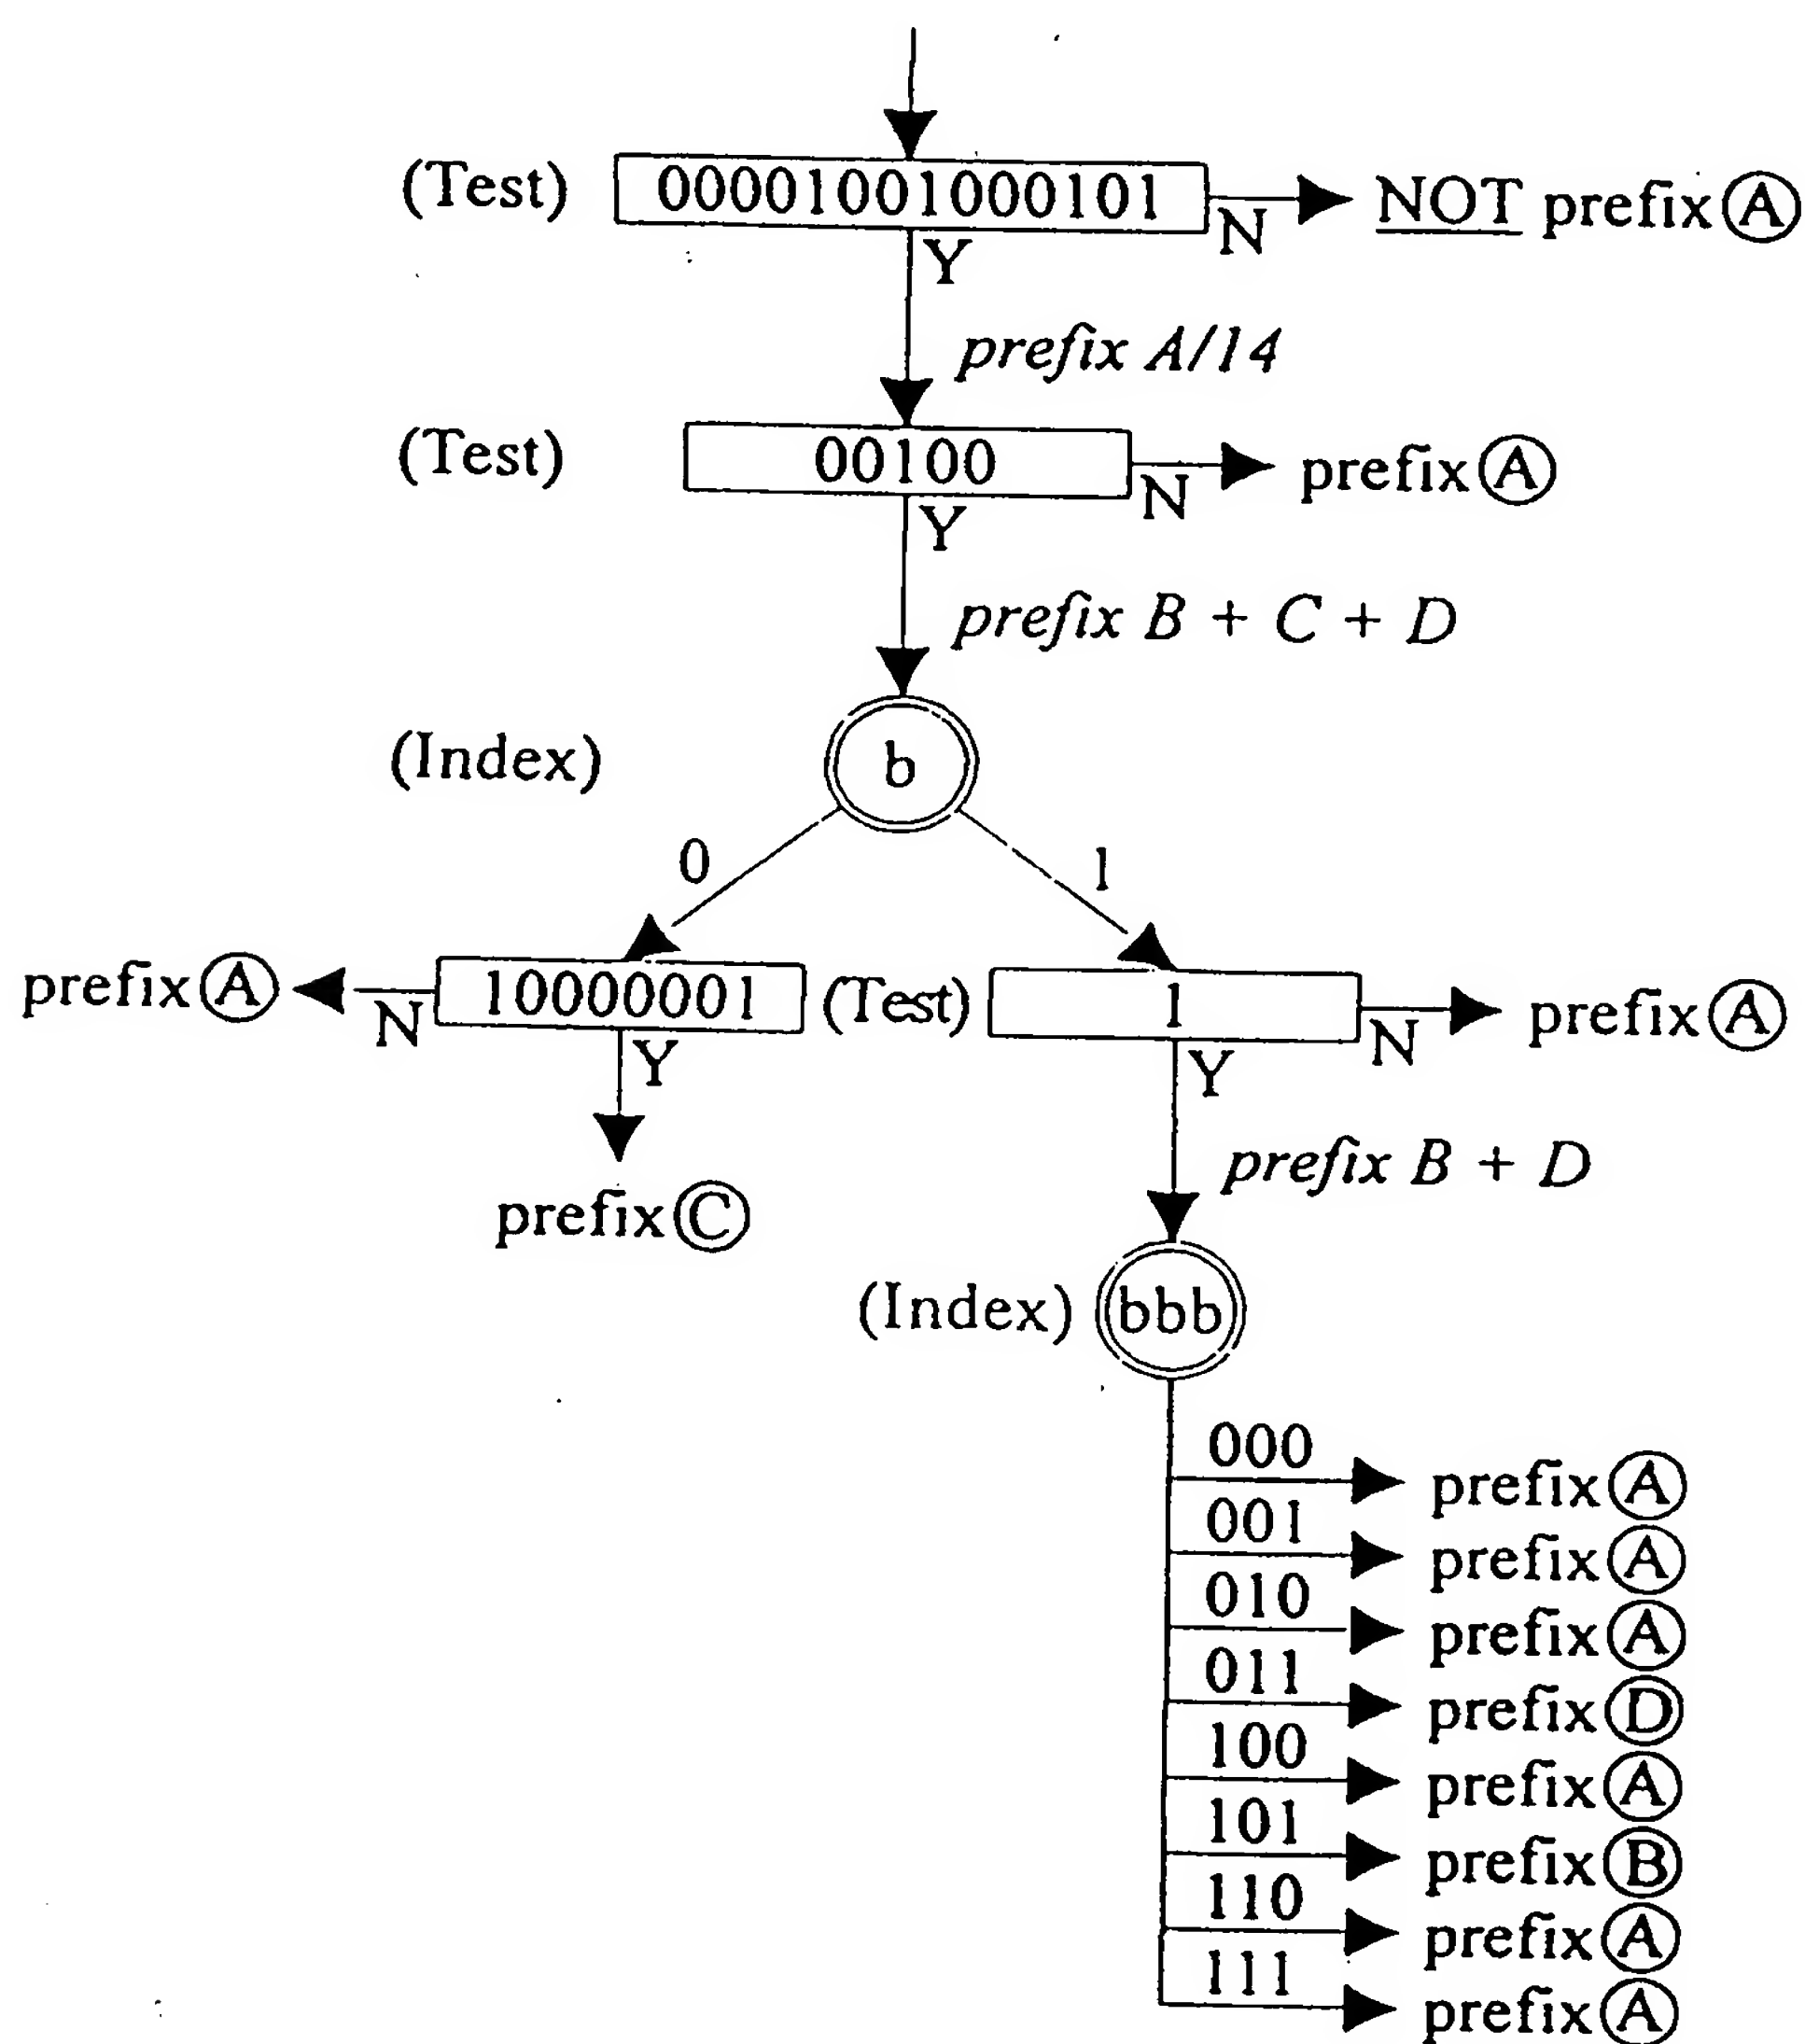 (Test) 00001001000101 N NOT prefix A
Y
prefix A/14
(Test) 00100 N prefix A
Y
prefix B + C + D
(Index) b
0 1
prefix A N 10000001 (Test) 1 N prefix A
Y Y
prefix B + D
prefix C
(Index) bbb
000 prefix A
001 prefix A
010 prefix A
011 prefix D
100 prefix A
101 prefix B
110 prefix A
111 prefix A